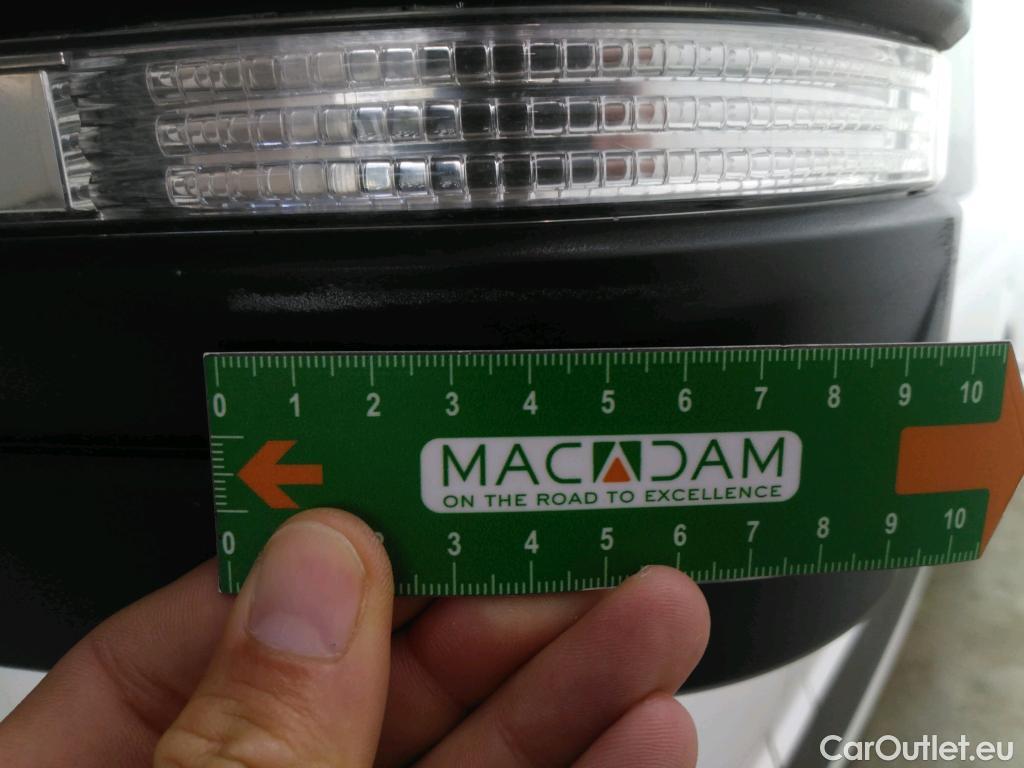 0 1 2 3 4 5 6 7 8 9 10
MACADAM
ON THE ROAD TO EXCELLENCE
0 2 3 4 5 6 7 8 9 10
CarOutlet.eu